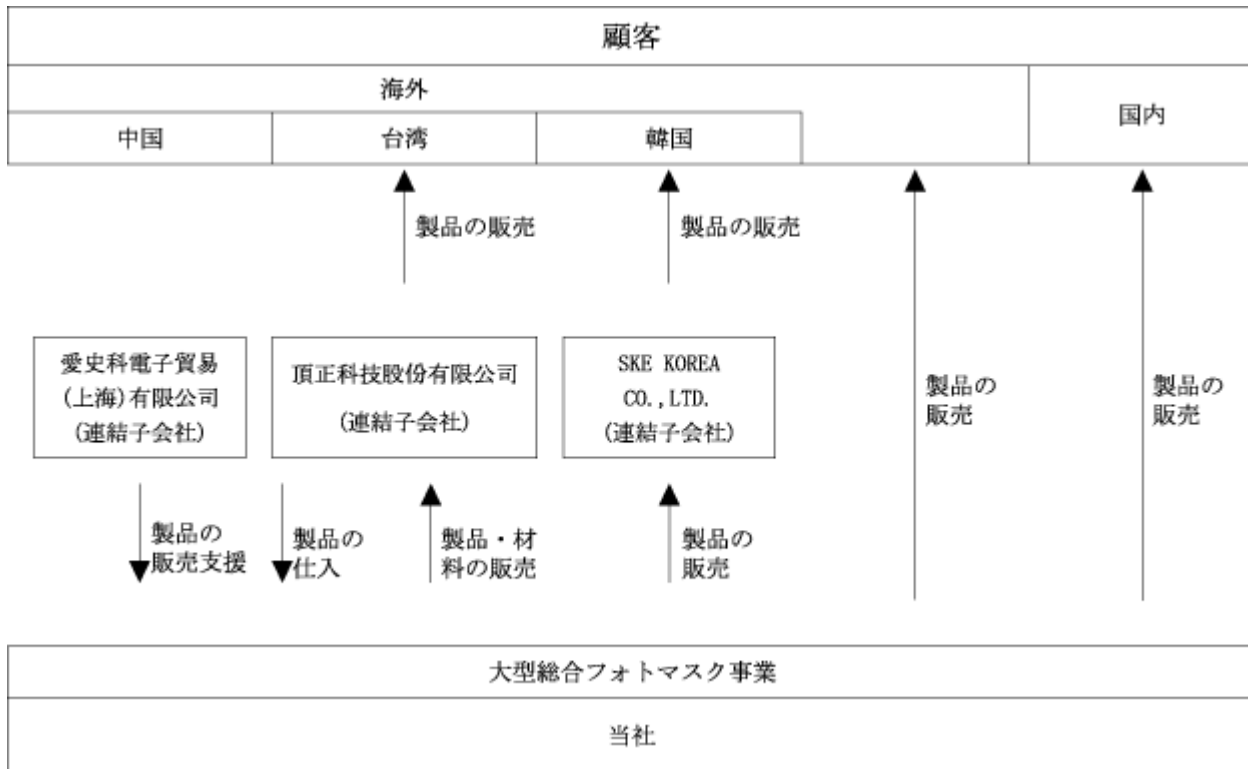 顧客
海外
国内
中国
台湾
韓国
製品の販売
製品の販売
愛史科電子貿易
(上海)有限公司
(連結子会社)
頂正科技股份有限公司
(連結子会社)
SKE KOREA
CO.,LTD.
(連結子会社)
製品の
販売
製品の
販売
製品の
販売支援
製品の
仕入
製品・材
料の販売
製品の
販売
大型総合フォトマスク事業
当社